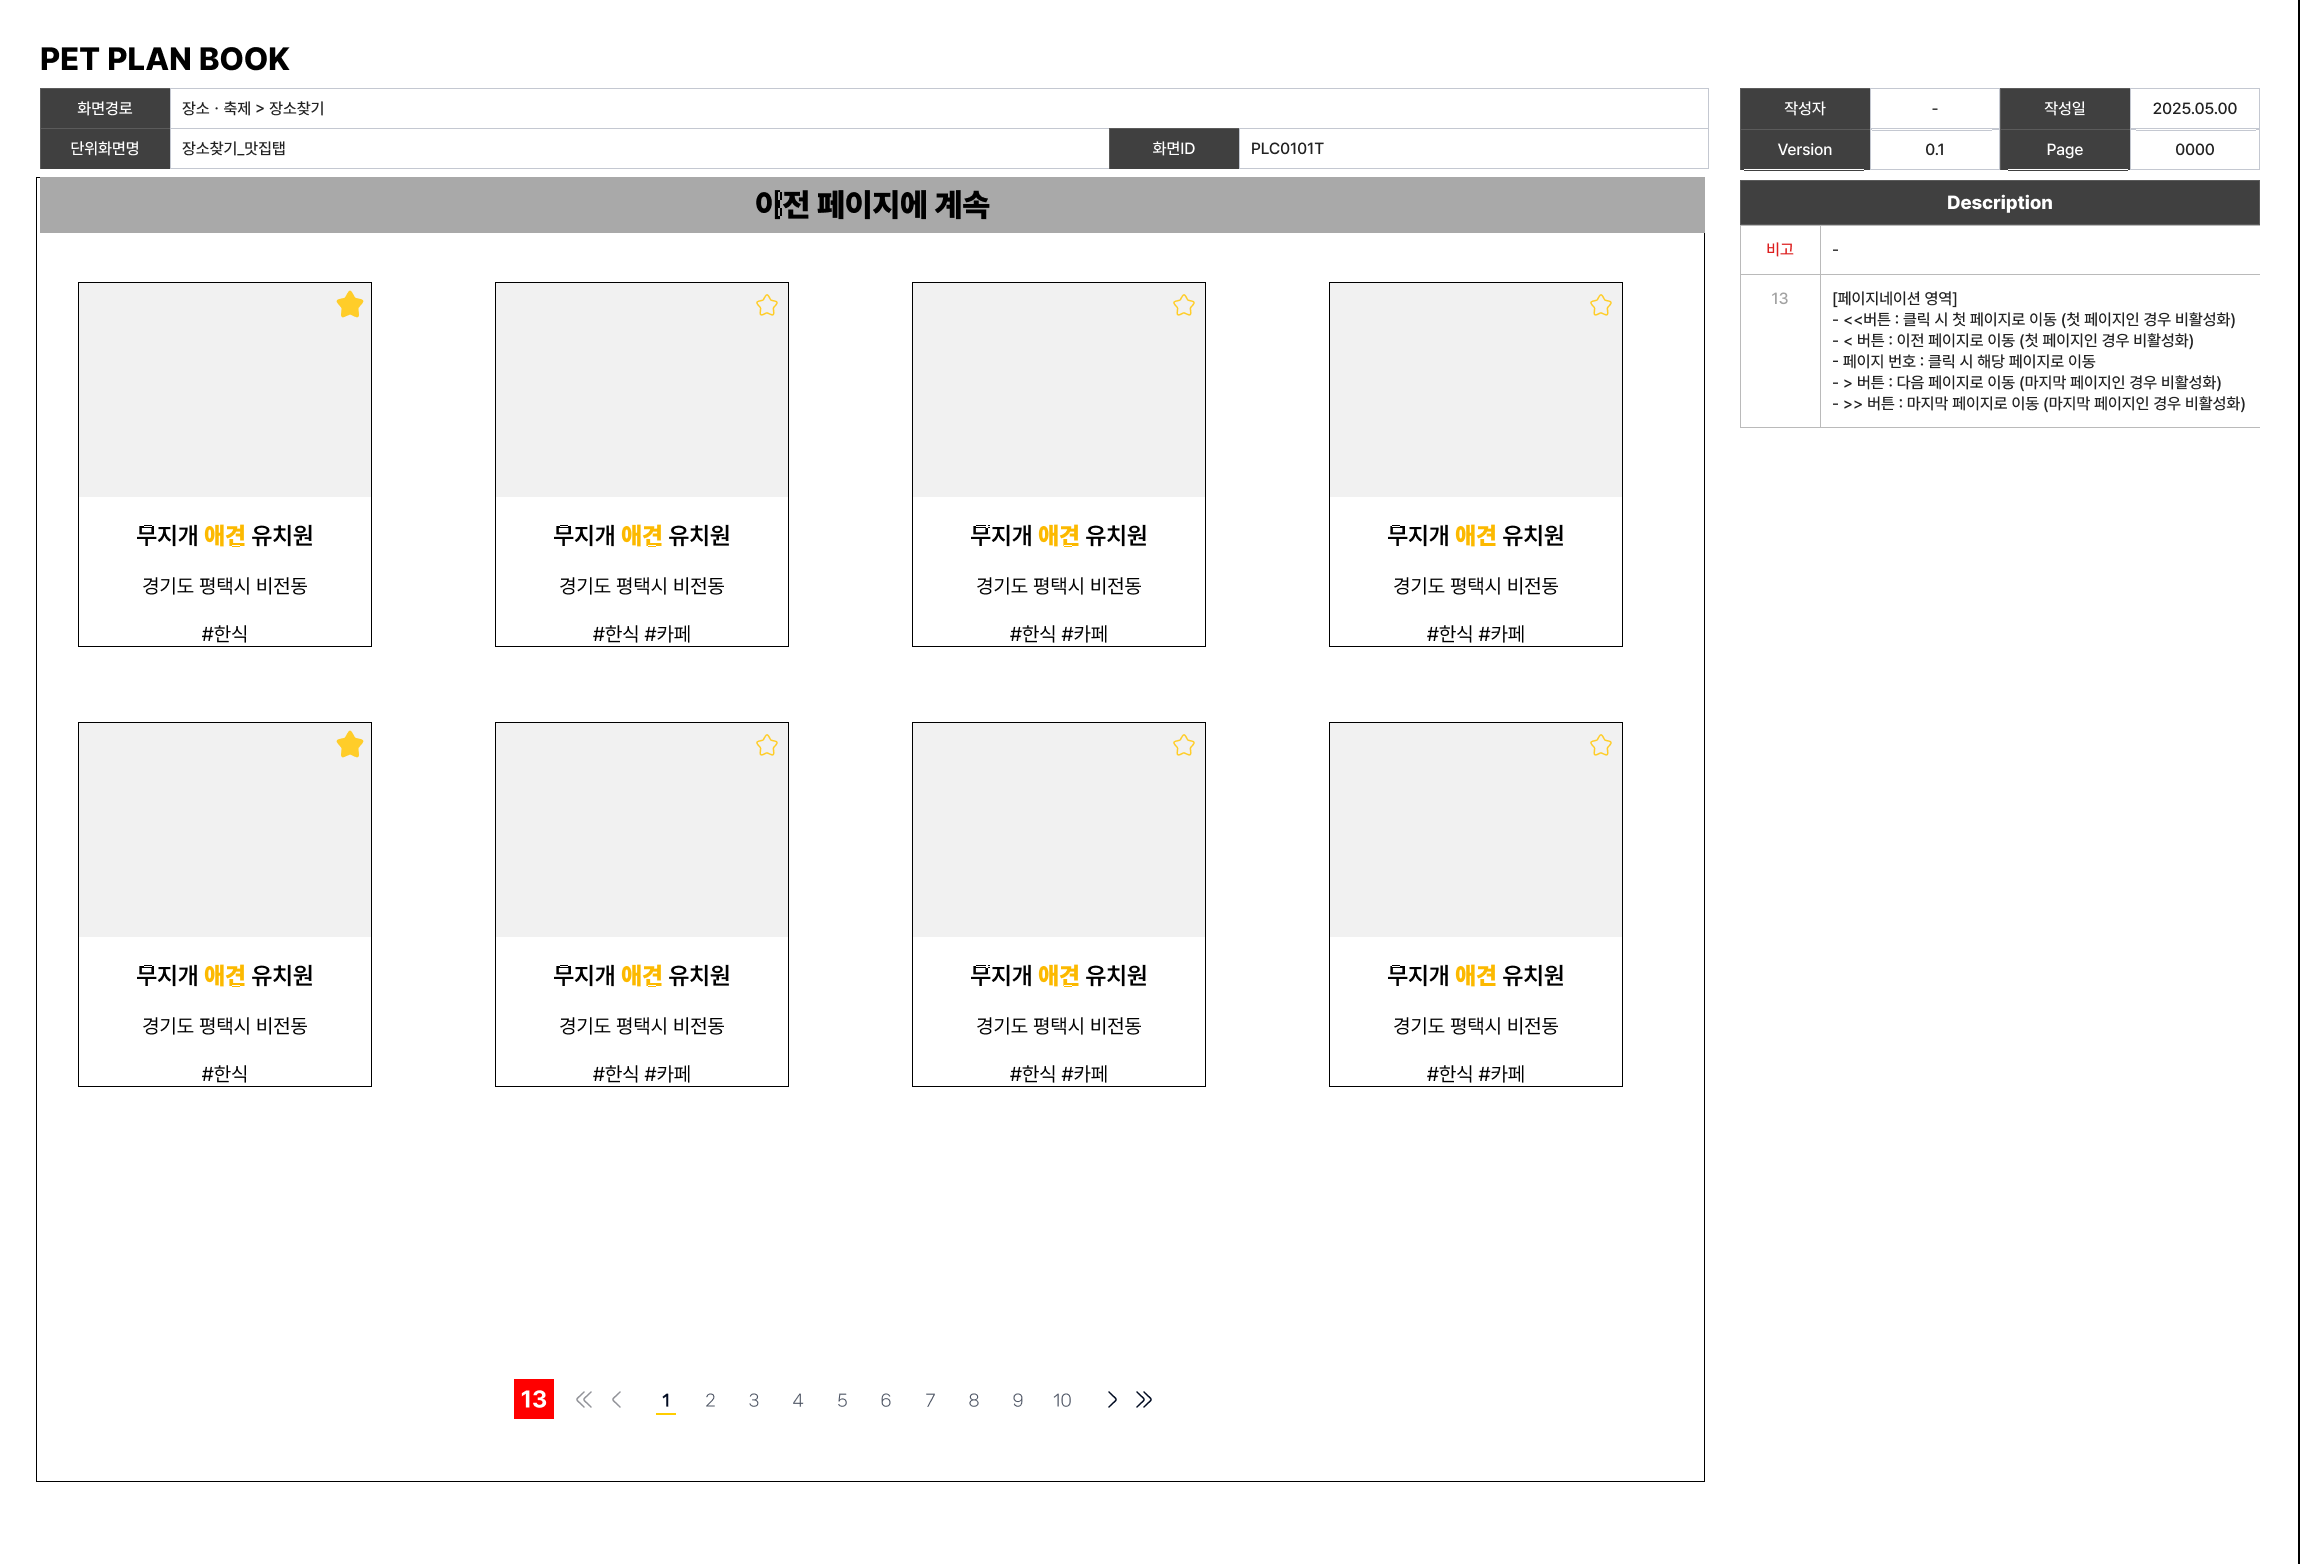 PET PLAN BOOK
화면경로 장소 · 축제 > 장소찾기
단위화면명 장소찾기_맛집탭 화면ID PLC0101T
작성자 - 작성일 2025.05.00
Version 0.1 Page 0000
이전 페이지에 계속
무지개 애견 유치원 무지개 애견 유치원 무지개 애견 유치원 무지개 애견 유치원
경기도 평택시 비전동 경기도 평택시 비전동 경기도 평택시 비전동 경기도 평택시 비전동
#한식 #한식 #카페 #한식 #카페 #한식 #카페
무지개 애견 유치원 무지개 애견 유치원 무지개 애견 유치원 무지개 애견 유치원
경기도 평택시 비전동 경기도 평택시 비전동 경기도 평택시 비전동 경기도 평택시 비전동
#한식 #한식 #카페 #한식 #카페 #한식 #카페
13 << < 1 2 3 4 5 6 7 8 9 10 > >>
Description
비고 -
13 [페이지네이션 영역]
- <<버튼 : 클릭 시 첫 페이지로 이동 (첫 페이지인 경우 비활성화)
- < 버튼 : 이전 페이지로 이동 (첫 페이지인 경우 비활성화)
- 페이지 번호 : 클릭 시 해당 페이지로 이동
- > 버튼 : 다음 페이지로 이동 (마지막 페이지인 경우 비활성화)
- >> 버튼 : 마지막 페이지로 이동 (마지막 페이지인 경우 비활성화)